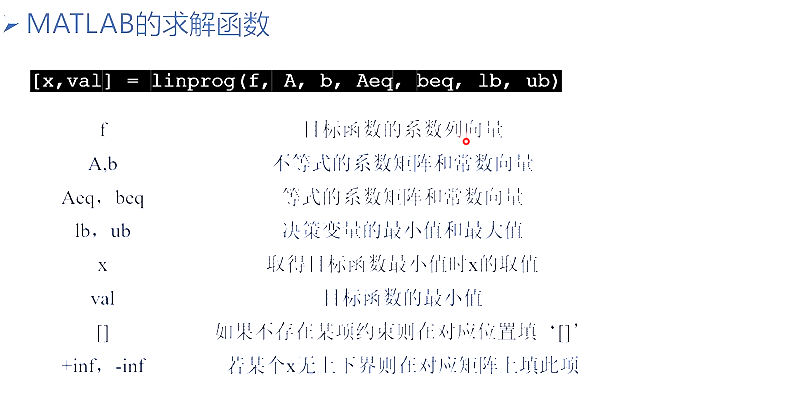 MATLAB的求解函数
[x,val] = linprog(f, A, b, Aeq, beq, lb, ub)
f 目标函数的系数列向量
A,b 不等式的系数矩阵和常数向量
Aeq，beq 等式的系数矩阵和常数向量
lb，ub 决策变量的最小值和最大值
x 取得目标函数最小值时x的取值
val 目标函数的最小值
[] 如果不存在某项约束则在对应位置填‘[]’
+inf，-inf 若某个x无上下界则在对应矩阵上填此项